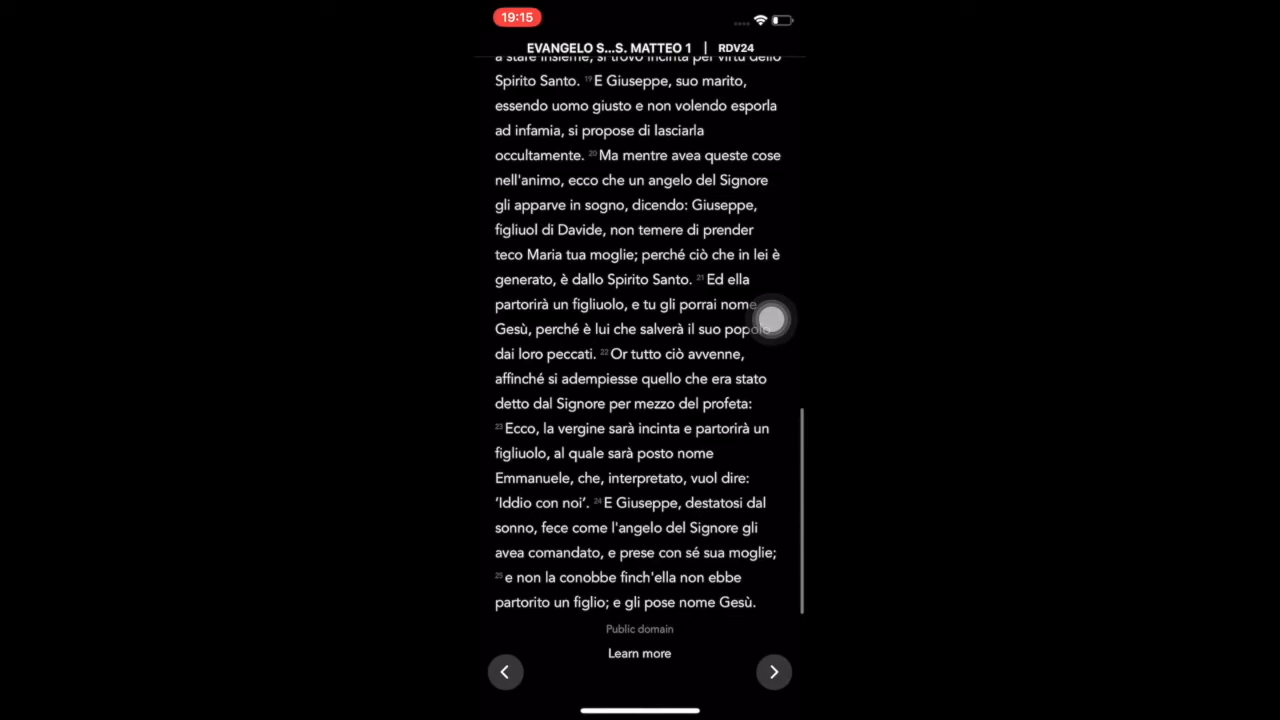 19:15
EVANGELO S...S. MATTEO 1 | RDV24
a stare insieme, si trovò incinta per virtù dello
Spirito Santo. 19 E Giuseppe, suo marito,
essendo uomo giusto e non volendo esporla
ad infamia, si propose di lasciarla
occultamente. 20 Ma mentre avea queste cose
nell'animo, ecco che un angelo del Signore
gli apparve in sogno, dicendo: Giuseppe,
figliuol di Davide, non temere di prender
teco Maria tua moglie; perché ciò che in lei è
generato, è dallo Spirito Santo. 21 Ed ella
partorirà un figliuolo, e tu gli porrai nome
Gesù, perché è lui che salverà il suo popolo
dai loro peccati. 22 Or tutto ciò avvenne,
affinché si adempiesse quello che era stato
detto dal Signore per mezzo del profeta:
23 Ecco, la vergine sarà incinta e partorirà un
figliuolo, al quale sarà posto nome
Emmanuele, che, interpretato, vuol dire:
‘Iddio con noi’. 24 E Giuseppe, destatosi dal
sonno, fece come l'angelo del Signore gli
avea comandato, e prese con sé sua moglie;
25 e non la conobbe finch'ella non ebbe
partorito un figlio; e gli pose nome Gesù.
Public domain
Learn more